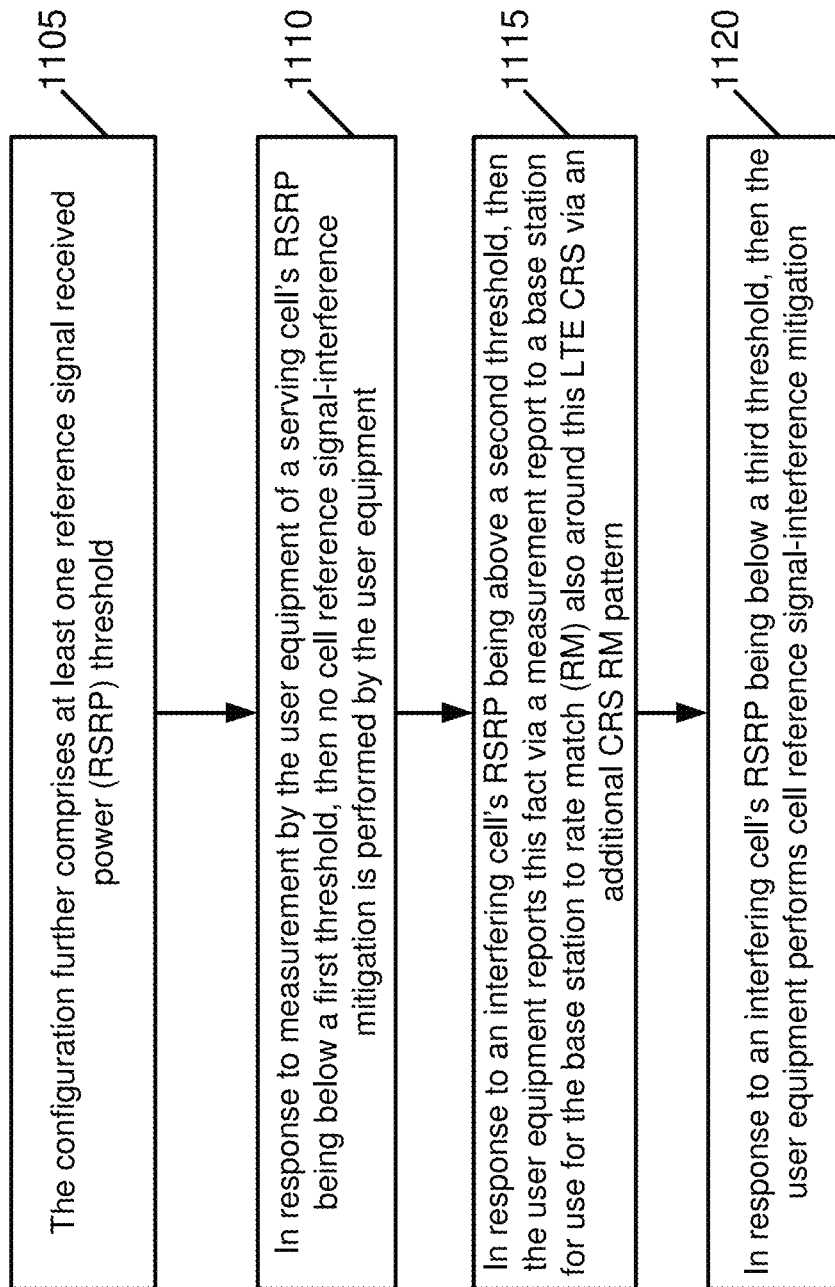 The configuration further comprises at least one reference signal received
power (RSRP) threshold
1105
In response to measurement by the user equipment of a serving cell's RSRP
being below a first threshold, then no cell reference signal-interference
mitigation is performed by the user equipment
1110
In response to an interfering cell's RSRP being above a second threshold, then
the user equipment reports this fact via a measurement report to a base station
for use for the base station to rate match (RM) also around this LTE CRS via an
additional CRS RM pattern
1115
In response to an interfering cell's RSRP being below a third threshold, then the
user equipment performs cell reference signal-interference mitigation
1120